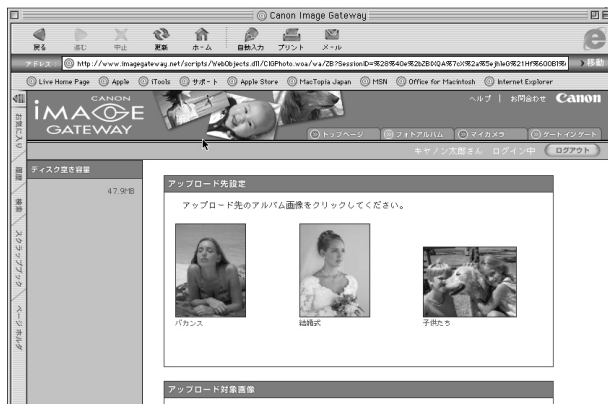 Canon Image Gateway
戻る 進む 中止 更新 ホーム 自動入力 プリント メール
アドレス: http://www.imagegateway.net/scripts/WebObjects.dll/CIGPhoto.woa/wa/ 移動
Live Home Page Apple iTools サポート Apple Store MacTopia Japan MSN Office for Macintosh Internet Explorer
お気に入り
履歴
検索
スクラップブック
ページ ホルダ
CANON
iMAGE
GATEWAY
ヘルプ | お問合わせ Canon
トップページ フォトアルバム マイカメラ ゲートインゲート
キヤノン太郎さん ログイン中 ログアウト
ディスク空き容量
47.9MB
アップロード先設定
アップロード先のアルバム画像をクリックしてください。
バカンス 結婚式 子供たち
アップロード対象画像